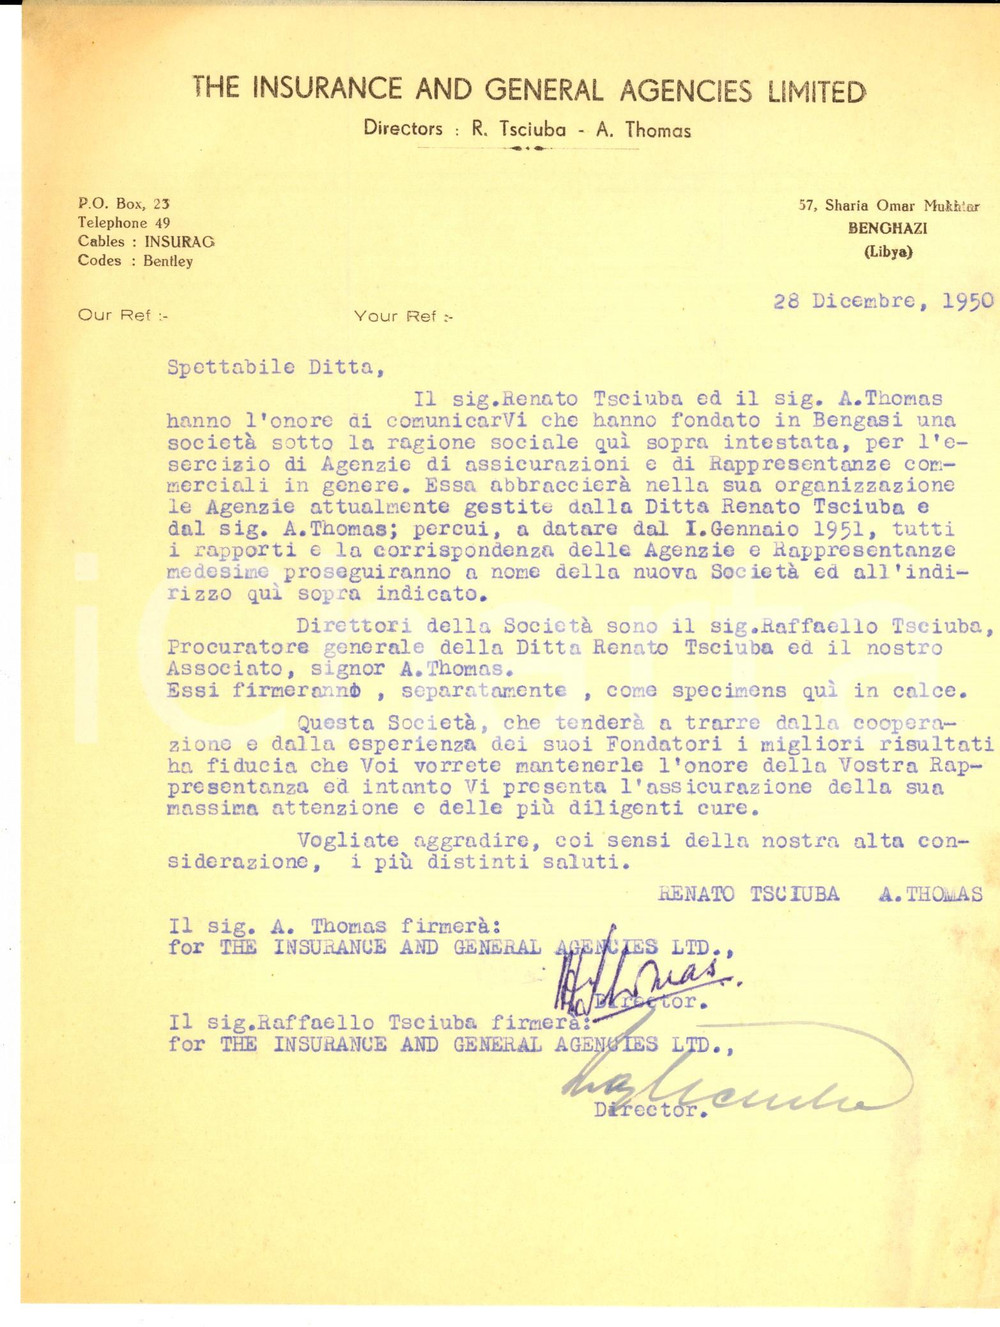 THE INSURANCE AND GENERAL AGENCIES LIMITED
Directors : R. Tsciuba - A. Thomas
P.O. Box, 23
Telephone 49
Cables : INSURAG
Codes : Bentley
57, Sharia Omar Mukhtar
BENGHAZI
(Libya)
Our Ref :-
Your Ref :-
28 Dicembre, 1950
Spettabile Ditta,
Il sig.Renato Tsciuba ed il sig. A.Thomas
hanno l'onore di comunicarVi che hanno fondato in Bengasi una
società sotto la ragione sociale quì sopra intestata, per l'e-
sercizio di Agenzie di assicurazioni e di Rappresentanze com-
merciali in genere. Essa abbraccierà nella sua organizzazione
le Agenzie attualmente gestite dalla Ditta Renato Tsciuba e
dal sig. A.Thomas; percui, a datare dal I.Gennaio 1951, tutti
i rapporti e la corrispondenza delle Agenzie e Rappresentanze
medesime proseguiranno a nome della nuova Società ed all'indi-
rizzo quì sopra indicato.
Direttori della Società sono il sig.Raffaello Tsciuba,
Procuratore generale della Ditta Renato Tsciuba ed il nostro
Associato, signor A.Thomas.
Essi firmeranno , separatamente , come specimens quì in calce.
Questa Società, che tenderà a trarre dalla coopera-
zione e dalla esperienza dei suoi Fondatori i migliori risultati
ha fiducia che Voi vorrete mantenerle l'onore della Vostra Rap-
presentanza ed intanto Vi presenta l'assicurazione della sua
massima attenzione e delle più diligenti cure.
Vogliate aggradire, coi sensi della nostra alta con-
siderazione, i più distinti saluti.
RENATO TSCIUBA A.THOMAS
Il sig. A. Thomas firmerà:
for THE INSURANCE AND GENERAL AGENCIES LTD.,
Thomas.
Director.
Il sig.Raffaello Tsciuba firmerà:
for THE INSURANCE AND GENERAL AGENCIES LTD.,
Tsciuba
Director.
iCharta